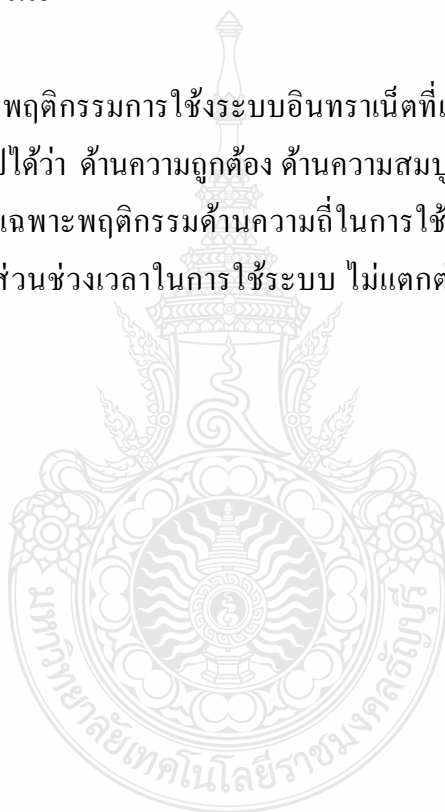 พฤติกรรมการใช้งระบบอินทราเน็ตที่
ปได้ว่า ด้านความถูกต้อง ด้านความสมบู
เฉพาะพฤติกรรมด้านความถี่ในการใช้
ส่วนช่วงเวลาในการใช้ระบบ ไม่แตกต่
มหาวิทยาลัยเทคโนโลยีราชมงคลธัญบุรี